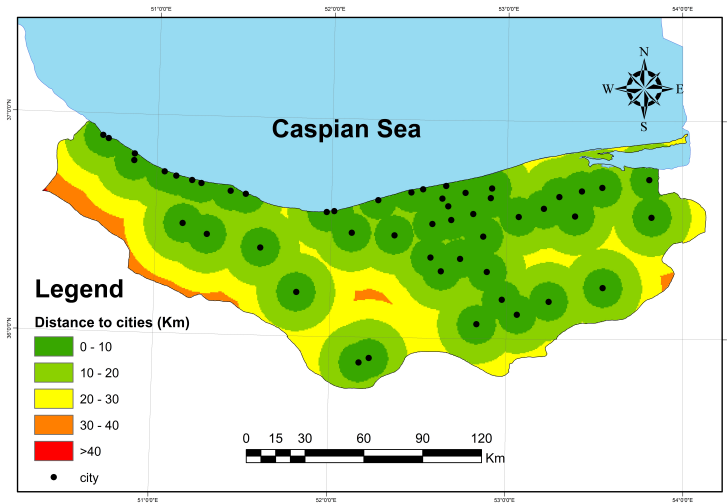 51°0'0"E 52°0'0"E 53°0'0"E 54°0'0"E
N
W E
S
37°0'0"N
Caspian Sea
Legend
Distance to cities (Km)
0 - 10
10 - 20
20 - 30
30 - 40
>40
city
36°0'0"N
0 15 30 60 90 120
Km
51°0'0"E 52°0'0"E 53°0'0"E 54°0'0"E